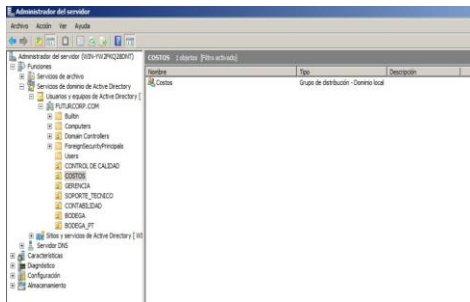 Administrador del servidor
Archivo Acción Ver Ayuda
Administrador del servidor (WIN-YW2PKQ28DNT)
Funciones
Servicios de archivo
Servicios de dominio de Active Directory
Usuarios y equipos de Active Directory [
FUTURCORP.COM
Builtin
Computers
Domain Controllers
ForeignSecurityPrincipals
Users
CONTROL DE CALIDAD
COSTOS
GERENCIA
SOPORTE_TECNICO
CONTABILIDAD
BODEGA
BODEGA_PT
Sitios y servicios de Active Directory [ WI
Servidor DNS
Características
Diagnóstico
Configuración
Almacenamiento
COSTOS 1 objetos [Filtro activado]
Nombre Tipo Descripción
Costos Grupo de distribución - Dominio local